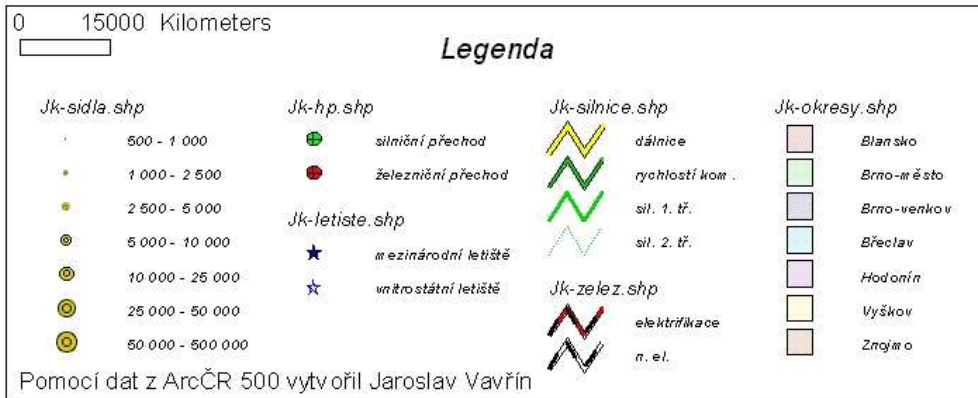 0 15000 Kilometers
Legenda
Jk-sidla.shp
500 - 1 000
1 000 - 2 500
2 500 - 5 000
5 000 - 10 000
10 000 - 25 000
25 000 - 50 000
50 000 - 500 000
Jk-hp.shp
silniční přechod
železniční přechod
Jk-letiste.shp
mezinárodní letiště
vnitrostátní letiště
Jk-silnice.shp
dálnice
rychlostí kom.
sil. 1. tř.
sil. 2. tř.
Jk-zelez.shp
elektrifikace
n. el.
Jk-okresy.shp
Blansko
Brno-město
Brno-venkov
Břeclav
Hodonín
Vyškov
Znojmo
Pomocí dat z ArcČR 500 vytvořil Jaroslav Vavřín